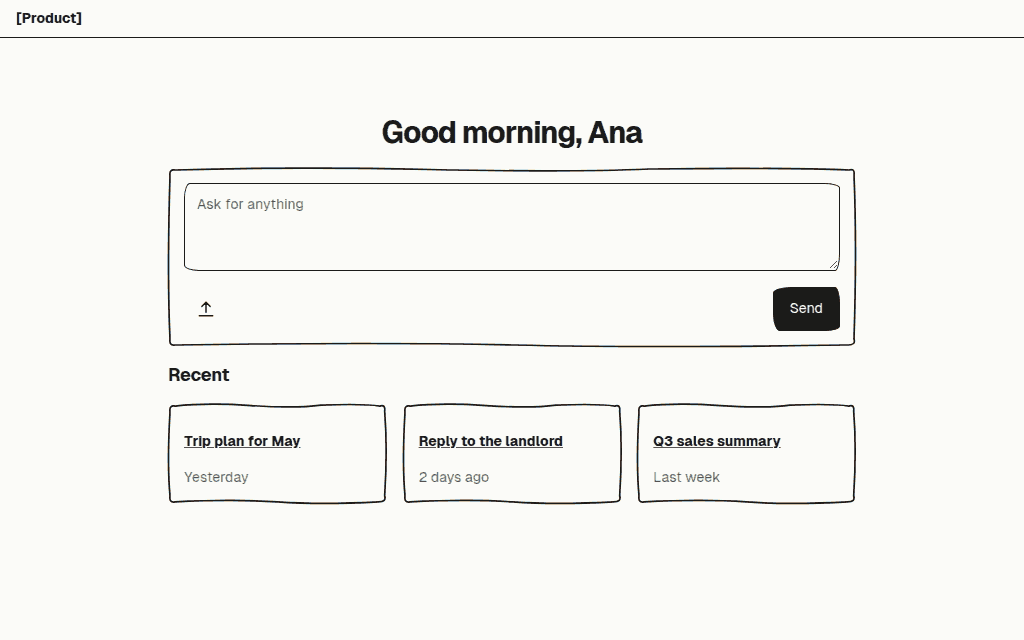 [Product]
Good morning, Ana
Ask for anything
Send
Recent
Trip plan for May
Yesterday
Reply to the landlord
2 days ago
Q3 sales summary
Last week